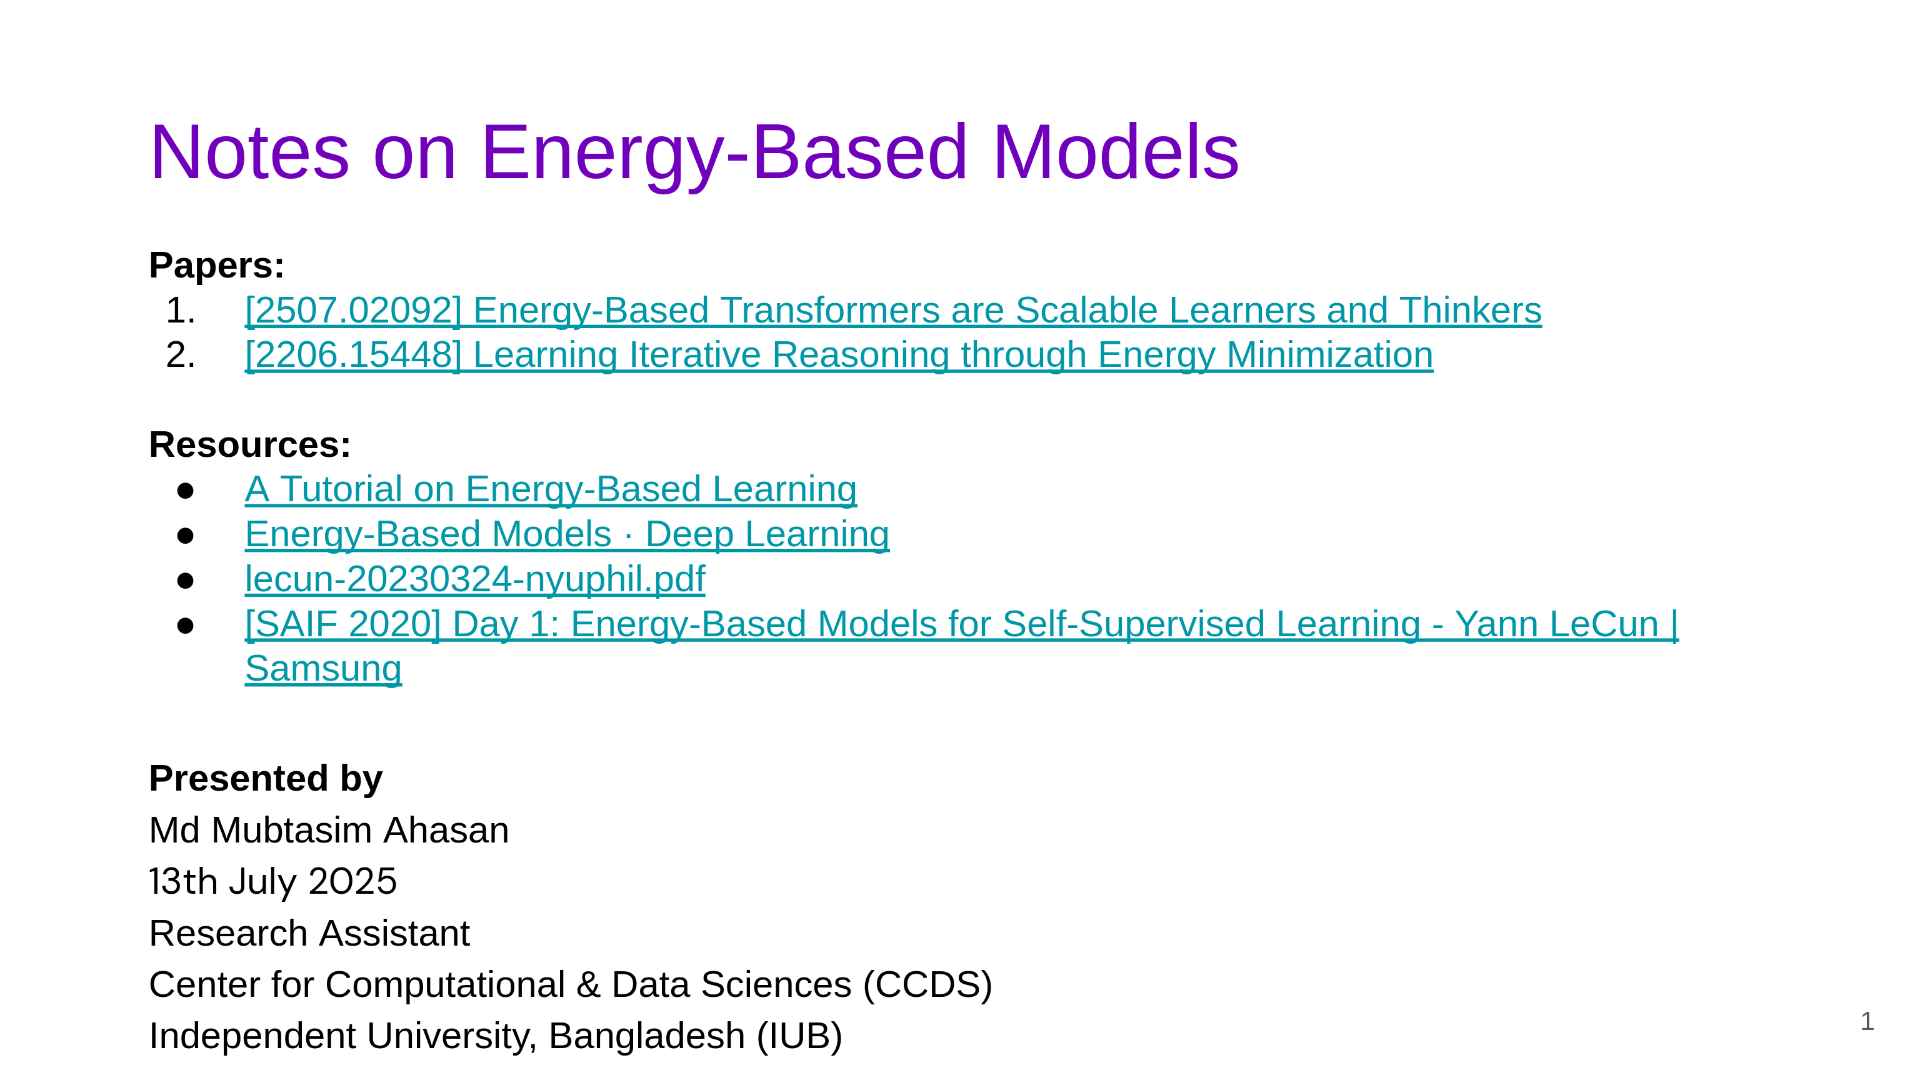 Notes on Energy-Based Models
Papers:
1. [2507.02092] Energy-Based Transformers are Scalable Learners and Thinkers
2. [2206.15448] Learning Iterative Reasoning through Energy Minimization
Resources:
● A Tutorial on Energy-Based Learning
● Energy-Based Models · Deep Learning
● lecun-20230324-nyuphil.pdf
● [SAIF 2020] Day 1: Energy-Based Models for Self-Supervised Learning - Yann LeCun |
Samsung
Presented by
Md Mubtasim Ahasan
13th July 2025
Research Assistant
Center for Computational & Data Sciences (CCDS)
Independent University, Bangladesh (IUB)
1